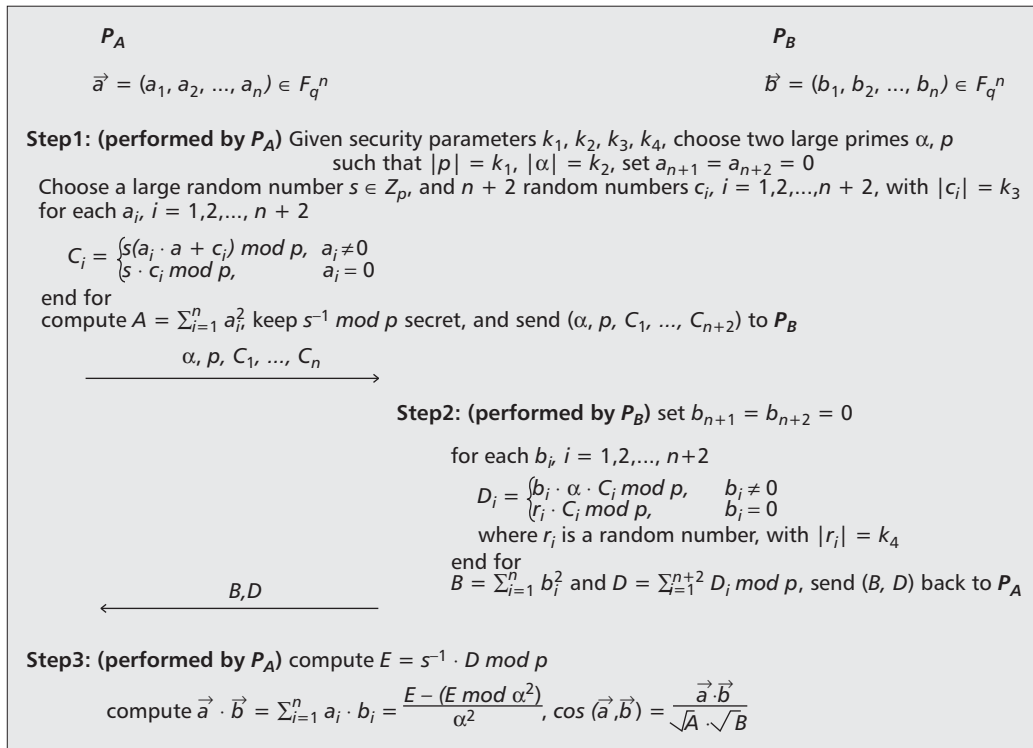 P_A P_B
a⃗ = (a_1, a_2, ..., a_n) ∈ F_q^n b⃗ = (b_1, b_2, ..., b_n) ∈ F_q^n
Step1: (performed by P_A) Given security parameters k_1, k_2, k_3, k_4, choose two large primes α, p
such that |p| = k_1, |α| = k_2, set a_{n+1} = a_{n+2} = 0
Choose a large random number s ∈ Z_p, and n + 2 random numbers c_i, i = 1,2,...,n + 2, with |c_i| = k_3
for each a_i, i = 1,2,..., n + 2
C_i = { s(a_i · a + c_i) mod p, a_i ≠ 0
s · c_i mod p, a_i = 0
end for
compute A = ∑_{i=1}^n a_i^2, keep s^{-1} mod p secret, and send (α, p, C_1, ..., C_{n+2}) to P_B
α, p, C_1, ..., C_n
Step2: (performed by P_B) set b_{n+1} = b_{n+2} = 0
for each b_i, i = 1,2,..., n+2
D_i = { b_i · α · C_i mod p, b_i ≠ 0
r_i · C_i mod p, b_i = 0
where r_i is a random number, with |r_i| = k_4
end for
B = ∑_{i=1}^n b_i^2 and D = ∑_{i=1}^{n+2} D_i mod p, send (B, D) back to P_A
B,D
Step3: (performed by P_A) compute E = s^{-1} · D mod p
compute a⃗ · b⃗ = ∑_{i=1}^n a_i · b_i = (E – (E mod α^2))/α^2, cos (a⃗,b⃗) = a⃗·b⃗/(√A · √B)